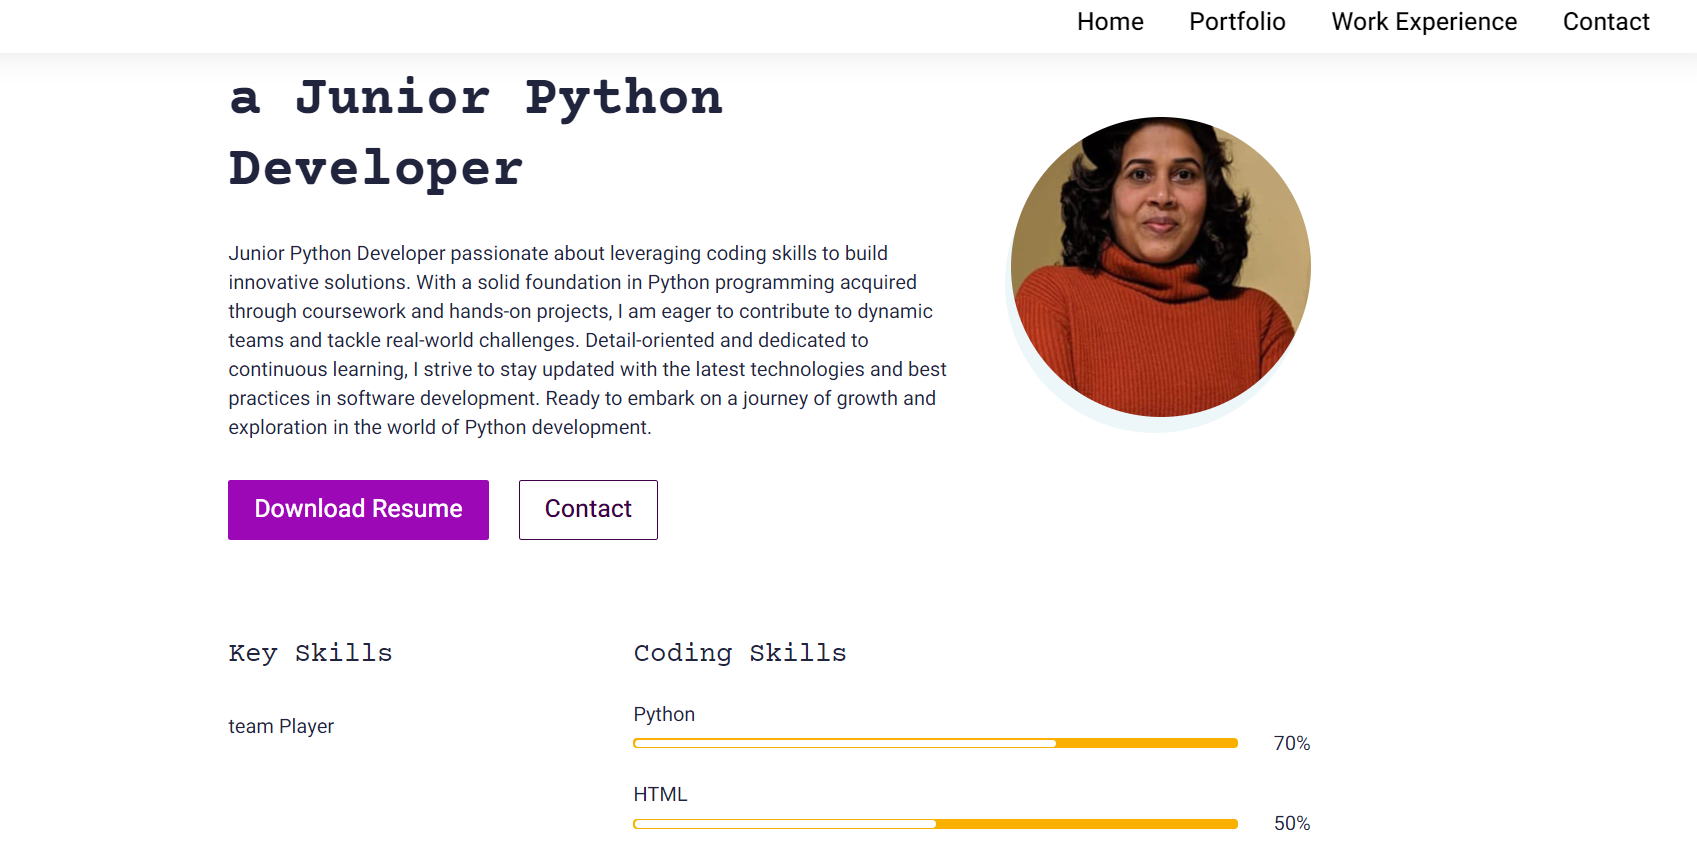 Home Portfolio Work Experience Contact
a Junior Python
Developer
Junior Python Developer passionate about leveraging coding skills to build
innovative solutions. With a solid foundation in Python programming acquired
through coursework and hands-on projects, I am eager to contribute to dynamic
teams and tackle real-world challenges. Detail-oriented and dedicated to
continuous learning, I strive to stay updated with the latest technologies and best
practices in software development. Ready to embark on a journey of growth and
exploration in the world of Python development.
Download Resume Contact
Key Skills
team Player
Coding Skills
Python
70%
HTML
50%